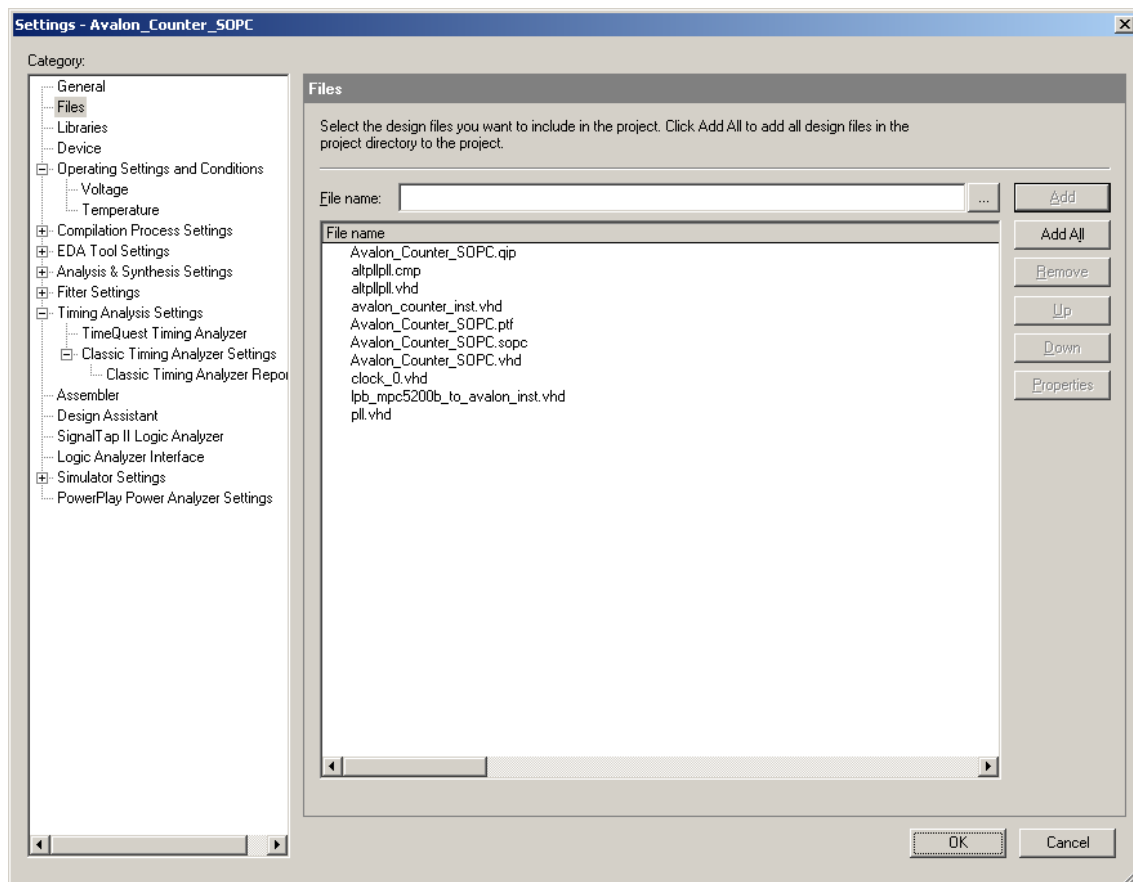 Settings - Avalon_Counter_SOPC
Category:
General
Files
Libraries
Device
Operating Settings and Conditions
Voltage
Temperature
Compilation Process Settings
EDA Tool Settings
Analysis & Synthesis Settings
Fitter Settings
Timing Analysis Settings
TimeQuest Timing Analyzer
Classic Timing Analyzer Settings
Classic Timing Analyzer Repor
Assembler
Design Assistant
SignalTap II Logic Analyzer
Logic Analyzer Interface
Simulator Settings
PowerPlay Power Analyzer Settings
Files
Select the design files you want to include in the project. Click Add All to add all design files in the
project directory to the project.
File name:
...
Add
File name
Avalon_Counter_SOPC.qip
altpllpll.cmp
altpllpll.vhd
avalon_counter_inst.vhd
Avalon_Counter_SOPC.ptf
Avalon_Counter_SOPC.sopc
Avalon_Counter_SOPC.vhd
clock_0.vhd
lpb_mpc5200b_to_avalon_inst.vhd
pll.vhd
Add All
Remove
Up
Down
Properties
OK
Cancel